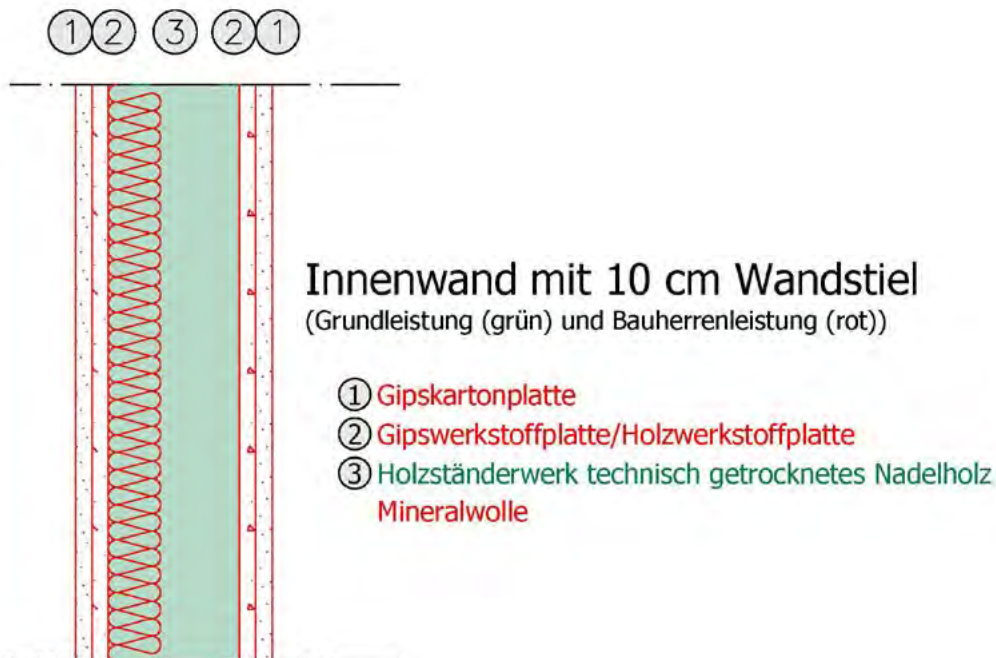 1 2 3 2 1
Innenwand mit 10 cm Wandstiel
(Grundleistung (grün) und Bauherrenleistung (rot))
1 Gipskartonplatte
2 Gipswerkstoffplatte/Holzwerkstoffplatte
3 Holzständerwerk technisch getrocknetes Nadelholz
Mineralwolle